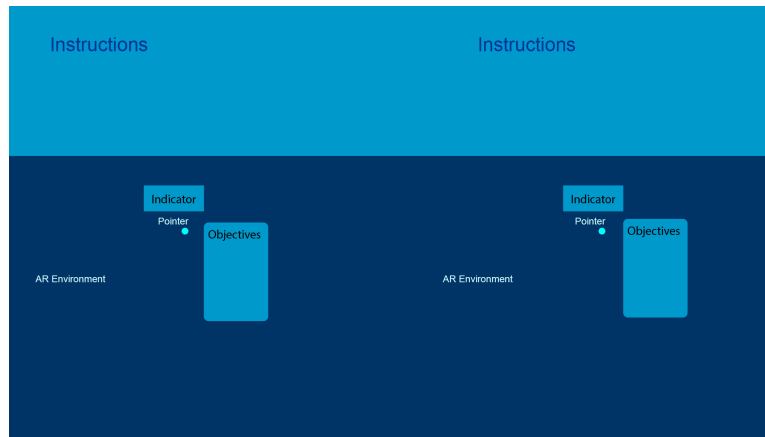 Instructions
Instructions
Indicator
Indicator
Pointer
Pointer
Objectives
Objectives
AR Environment
AR Environment